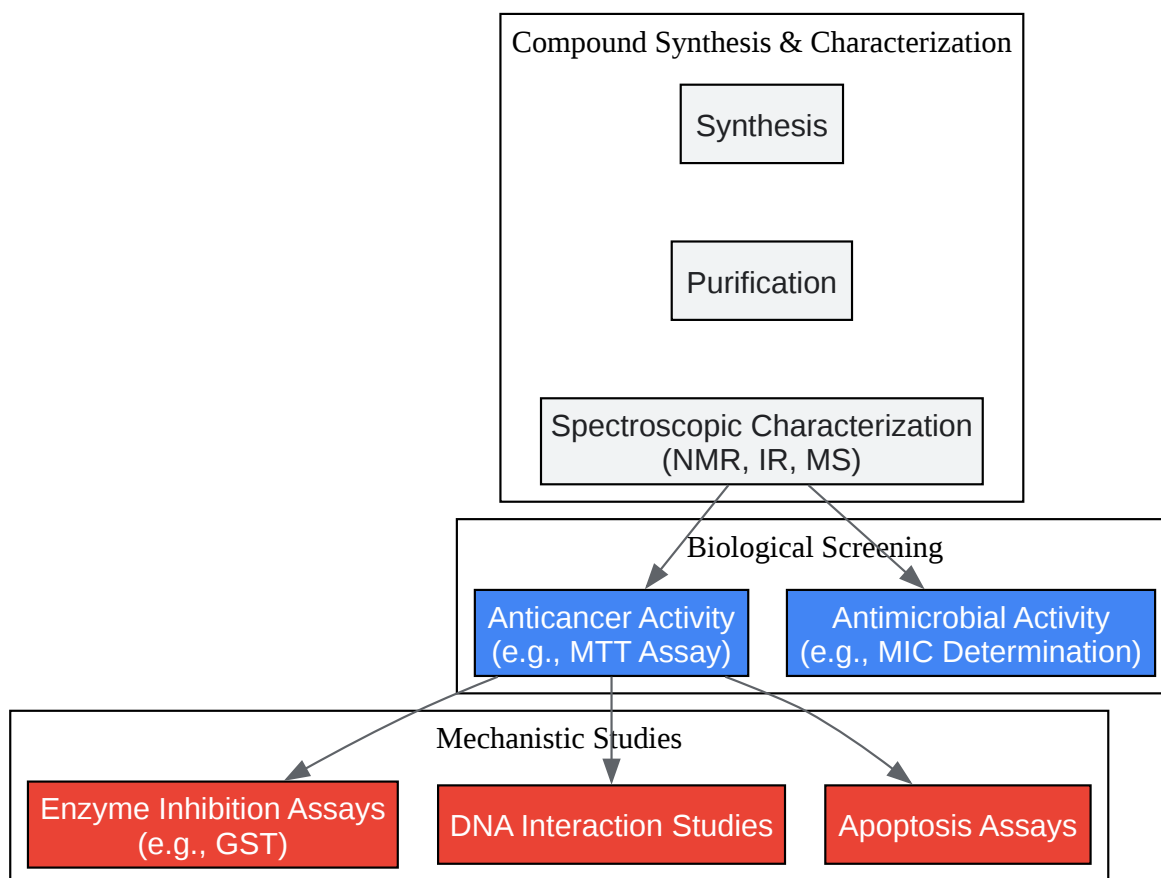 Compound Synthesis & Characterization
Synthesis
Purification
Spectroscopic Characterization
(NMR, IR, MS)
Biological Screening
Anticancer Activity
(e.g., MTT Assay)
Antimicrobial Activity
(e.g., MIC Determination)
Mechanistic Studies
Enzyme Inhibition Assays
(e.g., GST)
DNA Interaction Studies
Apoptosis Assays